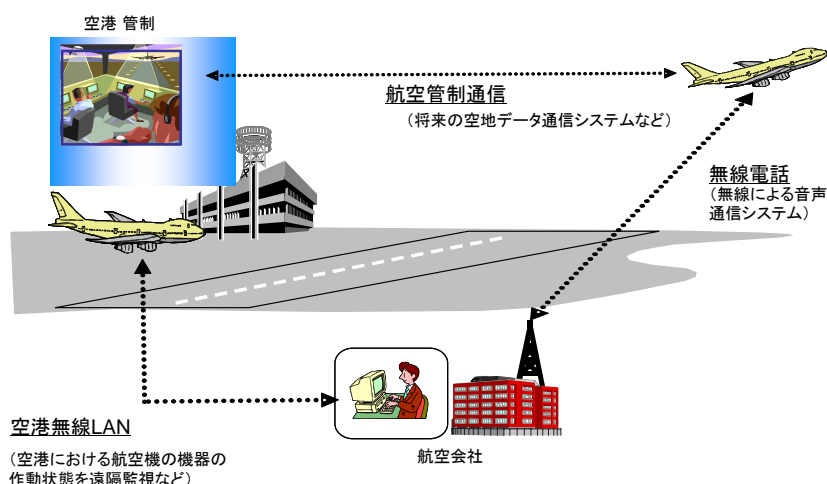 空港 管制
航空管制通信
（将来の空地データ通信システムなど）
無線電話
（無線による音声
通信システム）
空港無線LAN
（空港における航空機の機器の
作動状態を遠隔監視など）
航空会社